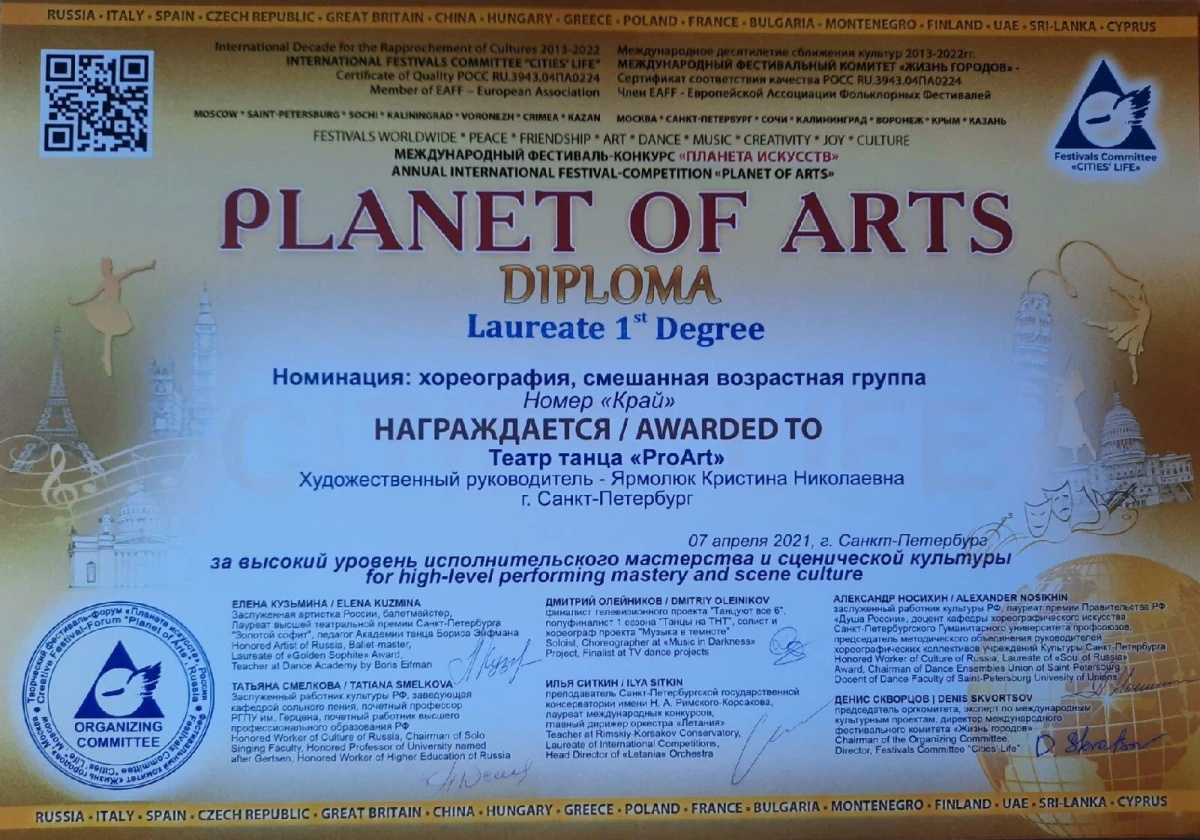 RUSSIA • ITALY • SPAIN • CZECH REPUBLIC • GREAT BRITAIN • CHINA • HUNGARY • GREECE • POLAND • FRANCE • BULGARIA • MONTENEGRO • FINLAND • UAE • SRI-LANKA • CYPRUS
International Decade for the Rapprochement of Cultures 2013-2022
INTERNATIONAL FESTIVALS COMMITTEE "CITIES' LIFE"
Certificate of Quality РОСС RU.3943.04ПА0224
Member of EAFF – European Association
Международное десятилетие сближения культур 2013-2022гг.
МЕЖДУНАРОДНЫЙ ФЕСТИВАЛЬНЫЙ КОМИТЕТ «ЖИЗНЬ ГОРОДОВ» -
Сертификат соответствия качества РОСС RU.3943.04ПА0224
Член EAFF - Европейской Ассоциации Фольклорных Фестивалей
MOSCOW * SAINT-PETERSBURG * SOCHI * KALININGRAD * VORONEZH * CRIMEA * KAZAN
МОСКВА * САНКТ-ПЕТЕРБУРГ * СОЧИ * КАЛИНИНГРАД * ВОРОНЕЖ * КРЫМ * КАЗАНЬ
FESTIVALS WORLDWIDE * PEACE * FRIENDSHIP * ART * DANCE * MUSIC * CREATIVITY * JOY * CULTURE
МЕЖДУНАРОДНЫЙ ФЕСТИВАЛЬ-КОНКУРС «ПЛАНЕТА ИСКУССТВ»
ANNUAL INTERNATIONAL FESTIVAL-COMPETITION «PLANET OF ARTS»
Festivals Committee
«CITIES' LIFE»
PLANET OF ARTS
DIPLOMA
Laureate 1st Degree
Номинация: хореография, смешанная возрастная группа
Номер «Край»
НАГРАЖДАЕТСЯ / AWARDED TO
Театр танца «ProArt»
Художественный руководитель - Ярмолюк Кристина Николаевна
г. Санкт-Петербург
07 апреля 2021, г. Санкт-Петербург
за высокий уровень исполнительского мастерства и сценической культуры
for high-level performing mastery and scene culture
ЕЛЕНА КУЗЬМИНА / ELENA KUZMINA
Заслуженная артистка России, балетмейстер,
Лауреат высшей театральной премии Санкт-Петербурга
"Золотой софит", педагог Академии танца Бориса Эйфмана
Honored Artist of Russia, Ballet-master,
Laureate of «Golden Sophite» Award,
Teacher at Dance Academy by Boris Eifman
ТАТЬЯНА СМЕЛКОВА / TATIANA SMELKOVA
Заслуженный работник культуры РФ, заведующая
кафедрой сольного пения, почетный профессор
РГПУ им. Герцена, почетный работник высшего
профессионального образования РФ
Honored Worker of Culture of Russia, Chairman of Solo
Singing Faculty, Honored Professor of University named
after Gertsen, Honored Worker of Higher Education of Russia
ДМИТРИЙ ОЛЕЙНИКОВ / DMITRIY OLEINIKOV
финалист телевизионного проекта "Танцуют все 6",
полуфиналист 1 сезона "Танцы на ТНТ", солист и
хореограф проекта "Музыка в темноте"
Soloist, Choreographer at «Music in Darkness»
Project, Finalist at TV dance projects
ИЛЬЯ СИТКИН / ILYA SITKIN
преподаватель Санкт-Петербургской государственной
консерватории имени Н. А. Римского-Корсакова,
лауреат международных конкурсов,
главный дирижер оркестра «Летания»
Teacher at Rimskiy-Korsakov Conservatory,
Laureate of International Competitions,
Head Director of «Letania» Orchestra
АЛЕКСАНДР НОСИХИН / ALEXANDER NOSIKHIN
заслуженный работник культуры РФ, лауреат премии Правительства РФ
«Душа России», доцент кафедры хореографического искусства
Санкт-Петербургского Гуманитарного университета профсоюзов,
председатель методического объединения руководителей
хореографических коллективов учреждений Культуры Санкт-Петербурга
Honored Worker of Culture of Russia, Laureate of «Soul of Russia»
Award, Chairman of Dance Ensembles Union of Saint Petersburg
Docent of Dance Faculty of Saint-Petersburg University of Unions
ДЕНИС СКВОРЦОВ | DENIS SKVORTSOV
председатель оргкомитета, эксперт по международным
культурным проектам, директор международного
фестивального комитета «Жизнь городов»
Chairman of the Organizing Committee,
Director, Festivals Committee "Cities' Life"
ORGANIZING
COMMITTEE
RUSSIA • ITALY • SPAIN • CZECH REPUBLIC • GREAT BRITAIN • CHINA • HUNGARY • GREECE • POLAND • FRANCE • BULGARIA • MONTENEGRO • FINLAND • UAE • SRI-LANKA • CYPRUS